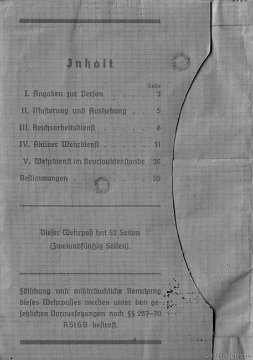 Inhalt
Seite
I. Angaben zur Person . . . . 3
II. Musterung und Aushebung . 5
III. Reichsarbeitsdienst . . . . 6
IV. Aktiver Wehrdienst . . . . 11
V. Wehrdienst im Beurlaubtenstande 36
Bestimmungen . . . . . . 52
Dieser Wehrpaß hat 52 Seiten
(Zweiundfünfzig Seiten).
Fälschung und mißbräuchliche Benutzung
dieses Wehrpasses werden unter den ge-
setzlichen Voraussetzungen nach §§ 267–70
RStGB bestraft.